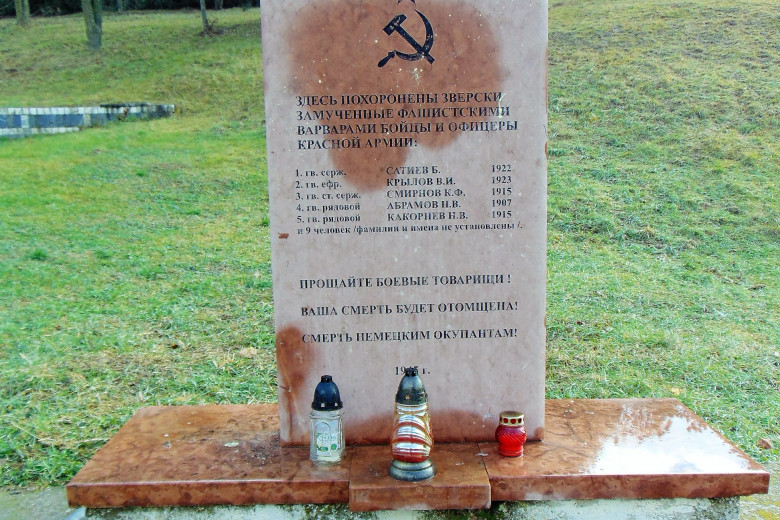 ЗДЕСЬ ПОХОРОНЕНЫ ЗВЕРСКИ
ЗАМУЧЕННЫЕ ФАШИСТСКИМИ
ВАРВАРАМИ БОЙЦЫ И ОФИЦЕРЫ
КРАСНОЙ АРМИИ:
1. гв. серж. САТИЕВ Б. 1922
2. гв. ефр. КРЫЛОВ В.И. 1923
3. гв. ст. серж. СМИРНОВ К.Ф. 1915
4. гв. рядовой АБРАМОВ Н.В. 1907
5. гв. рядовой КАКОРНЕВ Н.В. 1915
и 9 человек /фамилии и имена не установлены /.
ПРОЩАЙТЕ БОЕВЫЕ ТОВАРИЩИ !
ВАША СМЕРТЬ БУДЕТ ОТОМЩЕНА!
СМЕРТЬ НЕМЕЦКИМ ОКУПАНТАМ!
г.